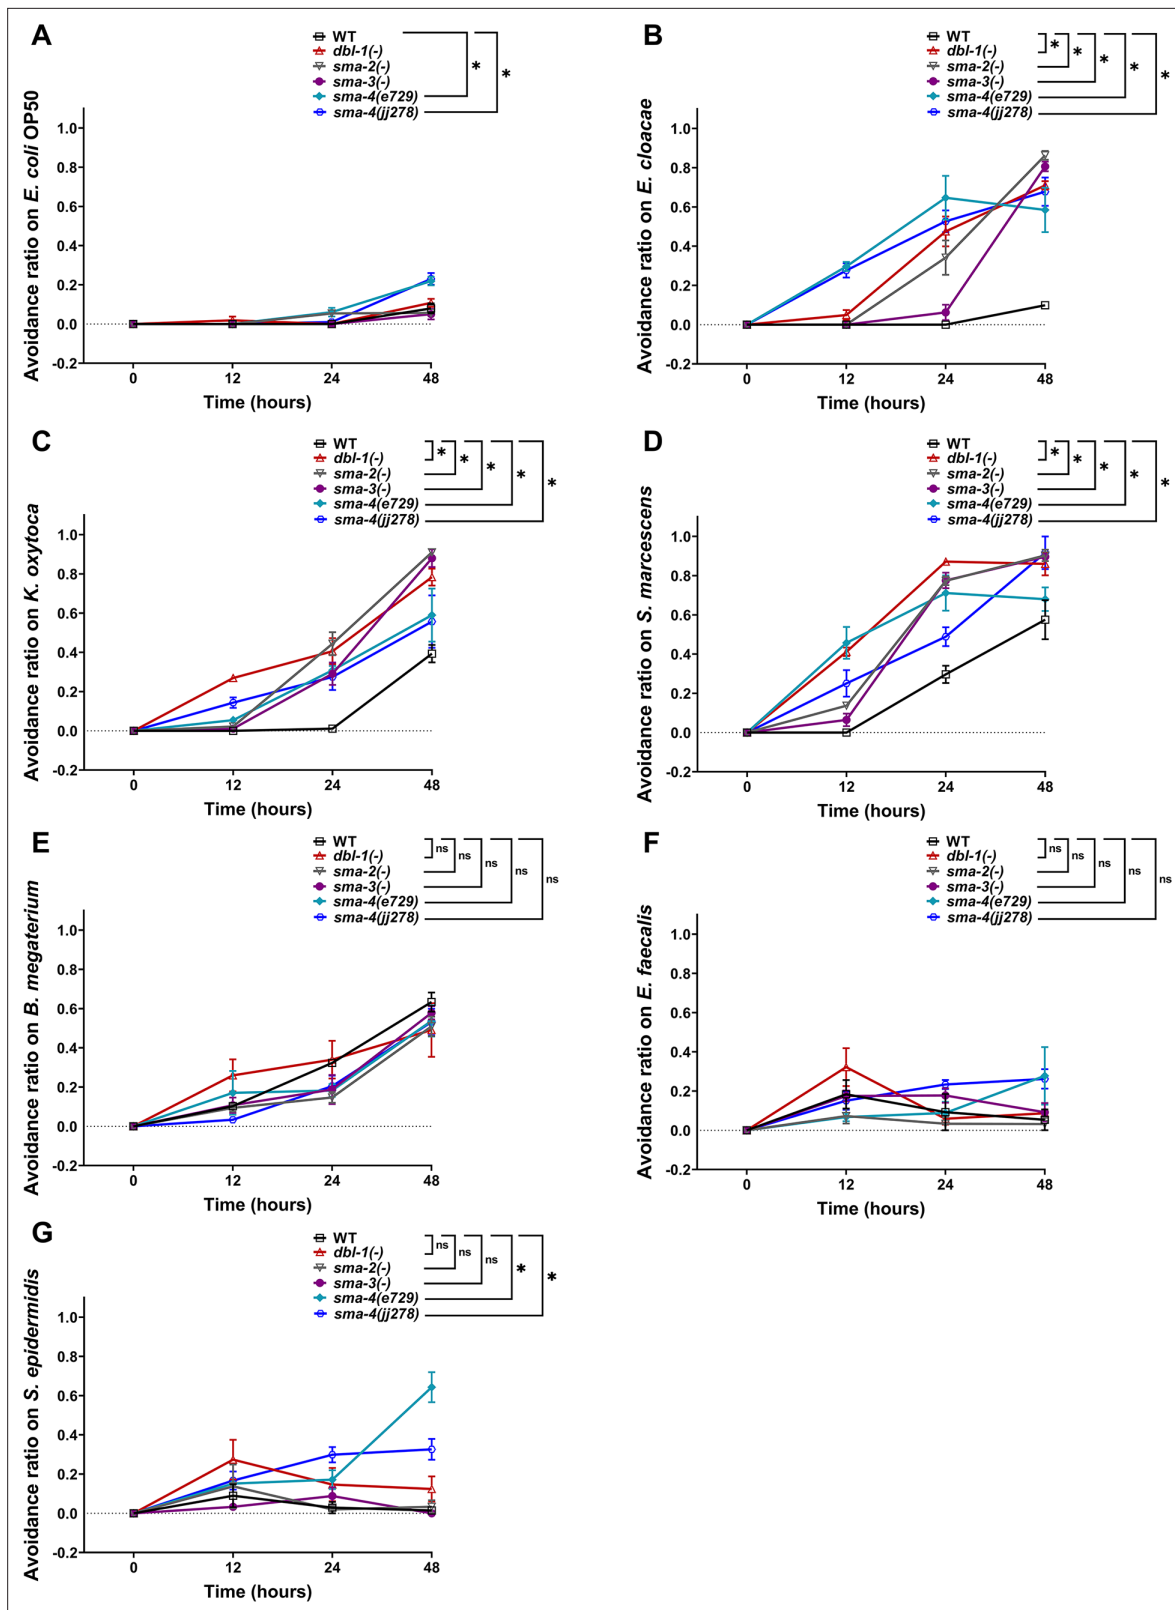 A
WT
dbl-1(-)
sma-2(-)
sma-3(-)
sma-4(e729)
sma-4(jj278)
*
*
Avoidance ratio on E. coli OP50
1.0
0.8
0.6
0.4
0.2
0.0
-0.2
0 12 24 48
Time (hours)
B
WT
dbl-1(-)
sma-2(-)
sma-3(-)
sma-4(e729)
sma-4(jj278)
* * * * *
Avoidance ratio on E. cloacae
1.0
0.8
0.6
0.4
0.2
0.0
-0.2
0 12 24 48
Time (hours)
C
WT
dbl-1(-)
sma-2(-)
sma-3(-)
sma-4(e729)
sma-4(jj278)
* * * * *
Avoidance ratio on K. oxytoca
1.0
0.8
0.6
0.4
0.2
0.0
-0.2
0 12 24 48
Time (hours)
D
WT
dbl-1(-)
sma-2(-)
sma-3(-)
sma-4(e729)
sma-4(jj278)
* * * * *
Avoidance ratio on S. marcescens
1.0
0.8
0.6
0.4
0.2
0.0
-0.2
0 12 24 48
Time (hours)
E
WT
dbl-1(-)
sma-2(-)
sma-3(-)
sma-4(e729)
sma-4(jj278)
ns ns ns ns ns
Avoidance ratio on B. megaterium
1.0
0.8
0.6
0.4
0.2
0.0
-0.2
0 12 24 48
Time (hours)
F
WT
dbl-1(-)
sma-2(-)
sma-3(-)
sma-4(e729)
sma-4(jj278)
ns ns ns ns ns
Avoidance ratio on E. faecalis
1.0
0.8
0.6
0.4
0.2
0.0
-0.2
0 12 24 48
Time (hours)
G
WT
dbl-1(-)
sma-2(-)
sma-3(-)
sma-4(e729)
sma-4(jj278)
ns ns ns * *
Avoidance ratio on S. epidermidis
1.0
0.8
0.6
0.4
0.2
0.0
-0.2
0 12 24 48
Time (hours)